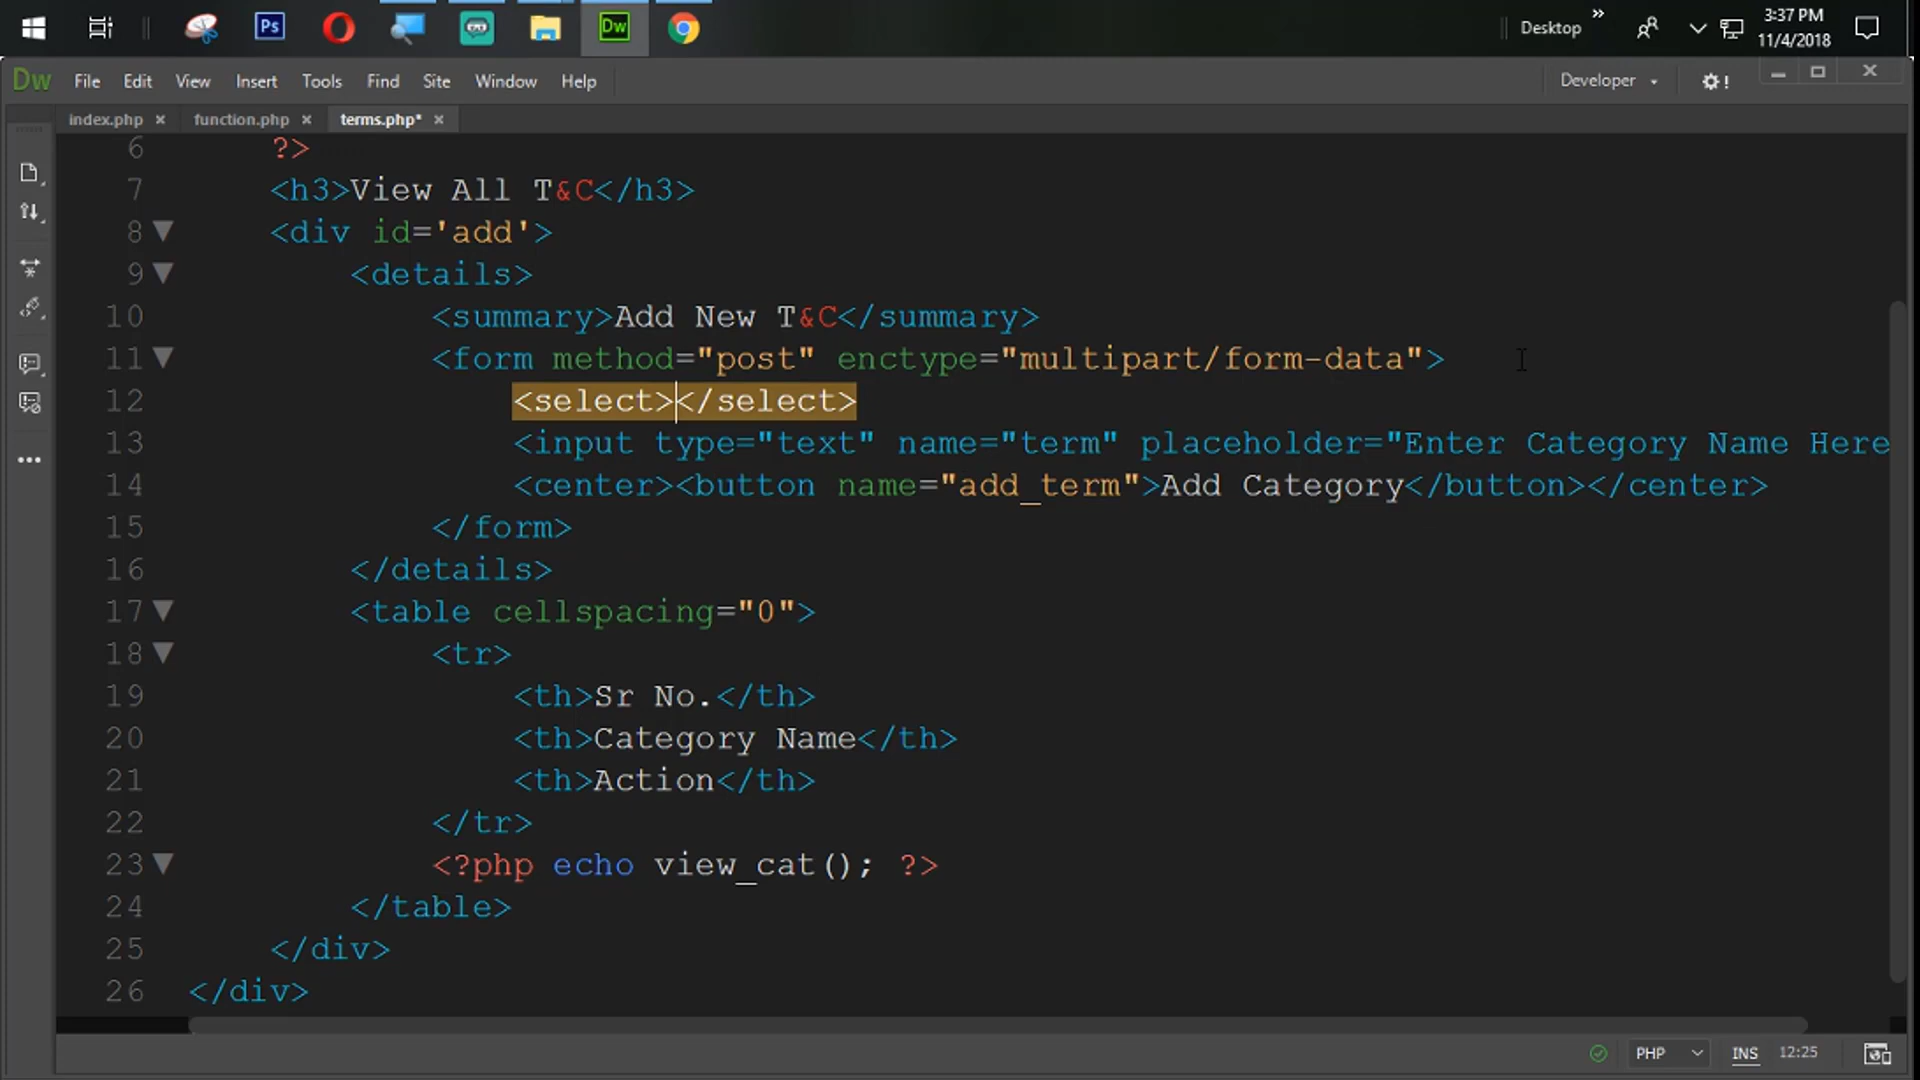 Ps
Dw
Desktop
3:37 PM
11/4/2018
Dw File Edit View Insert Tools Find Site Window Help Developer
index.php function.php terms.php*
6 ?>
7 <h3>View All T&C</h3>
8 <div id='add'>
9 <details>
10 <summary>Add New T&C</summary>
11 <form method="post" enctype="multipart/form-data">
12 <select></select>
13 <input type="text" name="term" placeholder="Enter Category Name Here
14 <center><button name="add_term">Add Category</button></center>
15 </form>
16 </details>
17 <table cellspacing="0">
18 <tr>
19 <th>Sr No.</th>
20 <th>Category Name</th>
21 <th>Action</th>
22 </tr>
23 <?php echo view_cat(); ?>
24 </table>
25 </div>
26 </div>
PHP INS 12:25